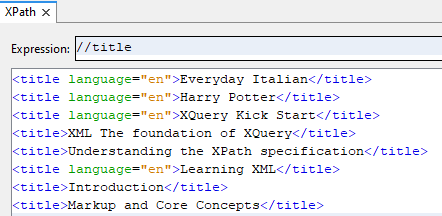 XPath ×
Expression: //title
<title language="en">Everyday Italian</title>
<title language="en">Harry Potter</title>
<title language="en">XQuery Kick Start</title>
<title>XML The foundation of XQuery</title>
<title>Understanding the XPath specification</title>
<title language="en">Learning XML</title>
<title>Introduction</title>
<title>Markup and Core Concepts</title>